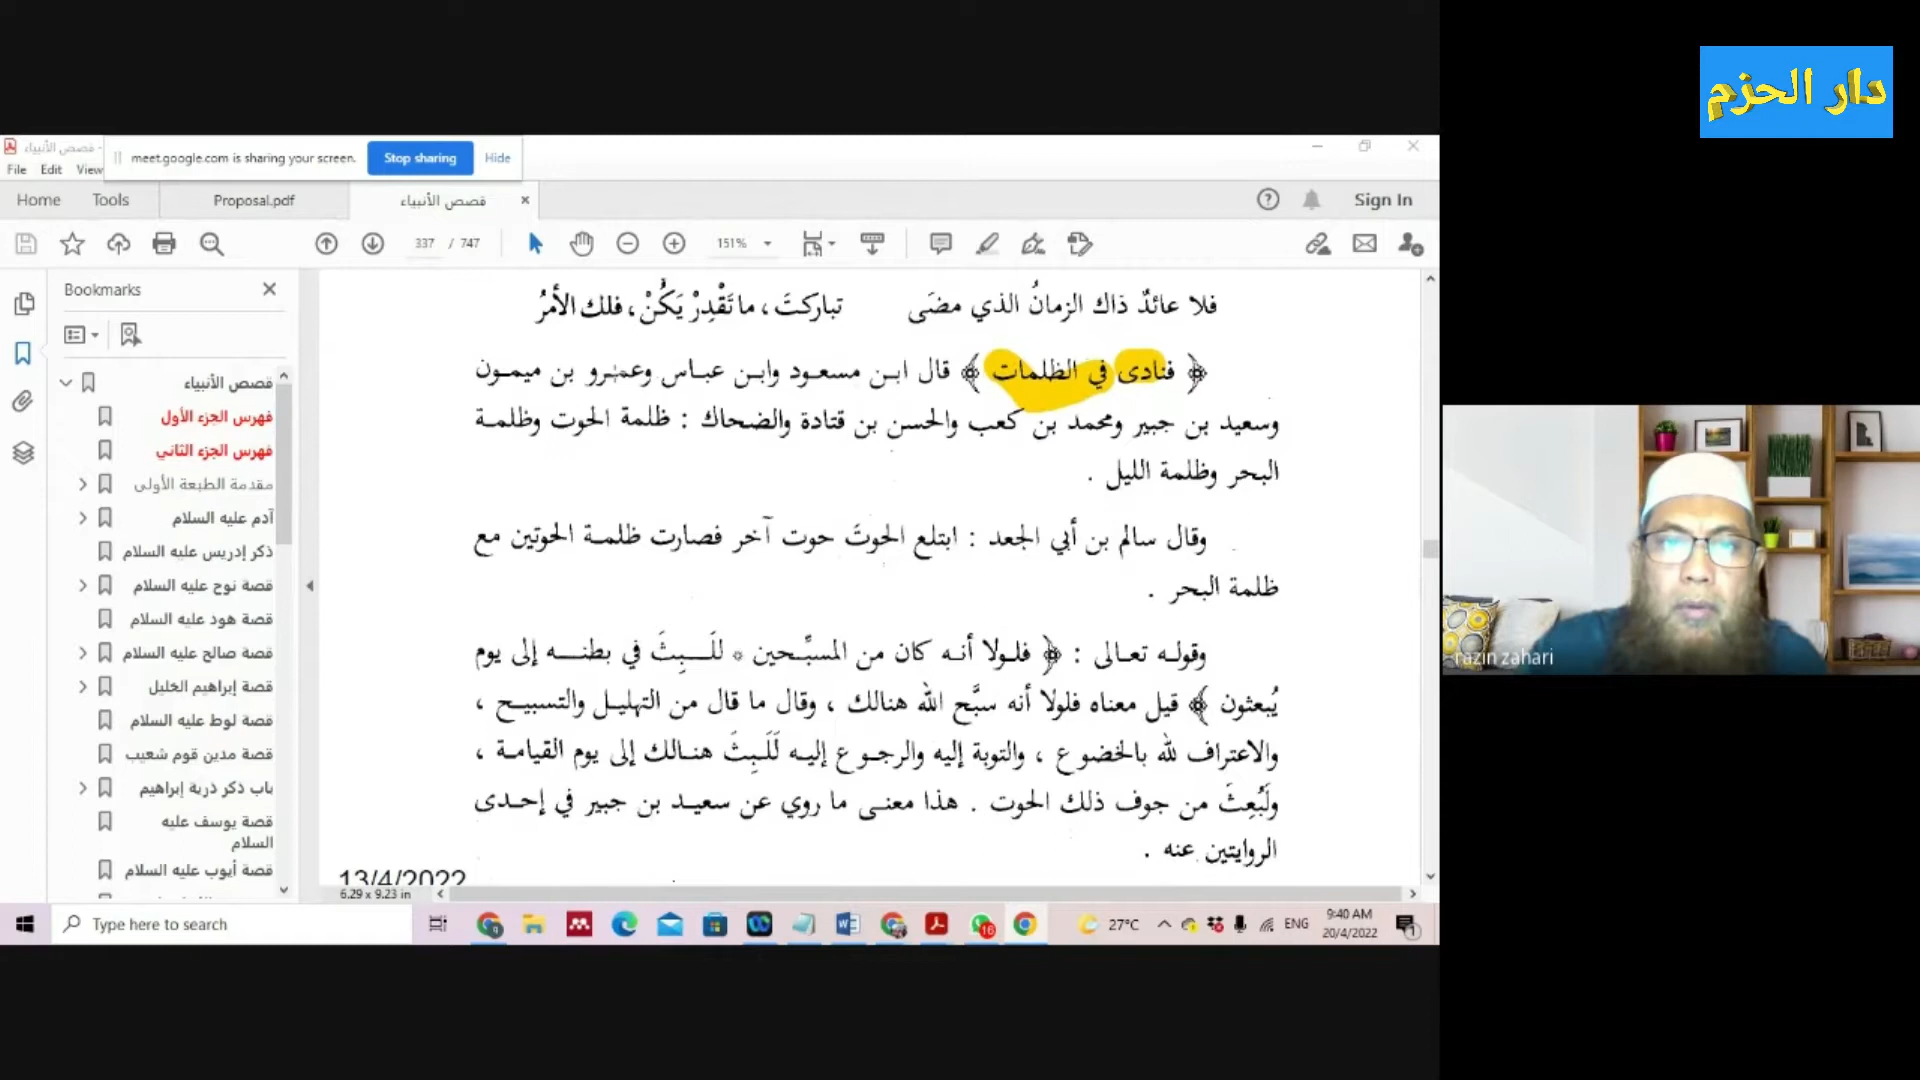 دار الحزم
قصص الأنبياء -
meet.google.com is sharing your screen.
Stop sharing
Hide
File Edit View
Home
Tools
Proposal.pdf
قصص الأنبياء
Sign In
337 / 747
151%
Bookmarks
قصص الأنبياء
فهرس الجزء الأول
فهرس الجزء الثاني
مقدمة الطبعة الأولى
آدم عليه السلام
ذكر إدريس عليه السلام
قصة نوح عليه السلام
قصة هود عليه السلام
قصة صالح عليه السلام
قصة إبراهيم الخليل
قصة لوط عليه السلام
قصة مدين قوم شعيب
باب ذكر ذرية إبراهيم
قصة يوسف عليه
السلام
قصة أيوب عليه السلام
فلا عائدٌ ذاك الزمانُ الذي مضَى تباركتَ ، ما تَقْدِرْ يَكُنْ ، فلك الأمرُ
﴿ فنادى في الظلمات ﴾ قال ابن مسعود وابن عباس وعمرو بن ميمون
وسعيد بن جبير ومحمد بن كعب والحسن بن قتادة والضحاك : ظلمة الحوت وظلمة
البحر وظلمة الليل .
وقال سالم بن أبي الجعد : ابتلع الحوتَ حوت آخر فصارت ظلمة الحوتين مع
ظلمة البحر .
وقوله تعالى : ﴿ فلولا أنه كان من المسبِّحين * للَبِثَ في بطنه إلى يوم
يُبعثون ﴾ قيل معناه فلولا أنه سبَّح الله هنالك ، وقال ما قال من التهليل والتسبيح ،
والاعتراف لله بالخضوع ، والتوبة إليه والرجوع إليه لَلَبِثَ هنالك إلى يوم القيامة ،
ولَبُعِثَ من جوف ذلك الحوت . هذا معنى ما روي عن سعيد بن جبير في إحدى
الروايتين عنه .
13/4/2022
6.29 x 9.23 in
razin zahari
Type here to search
16
27°C
ENG
9:40 AM
20/4/2022
1